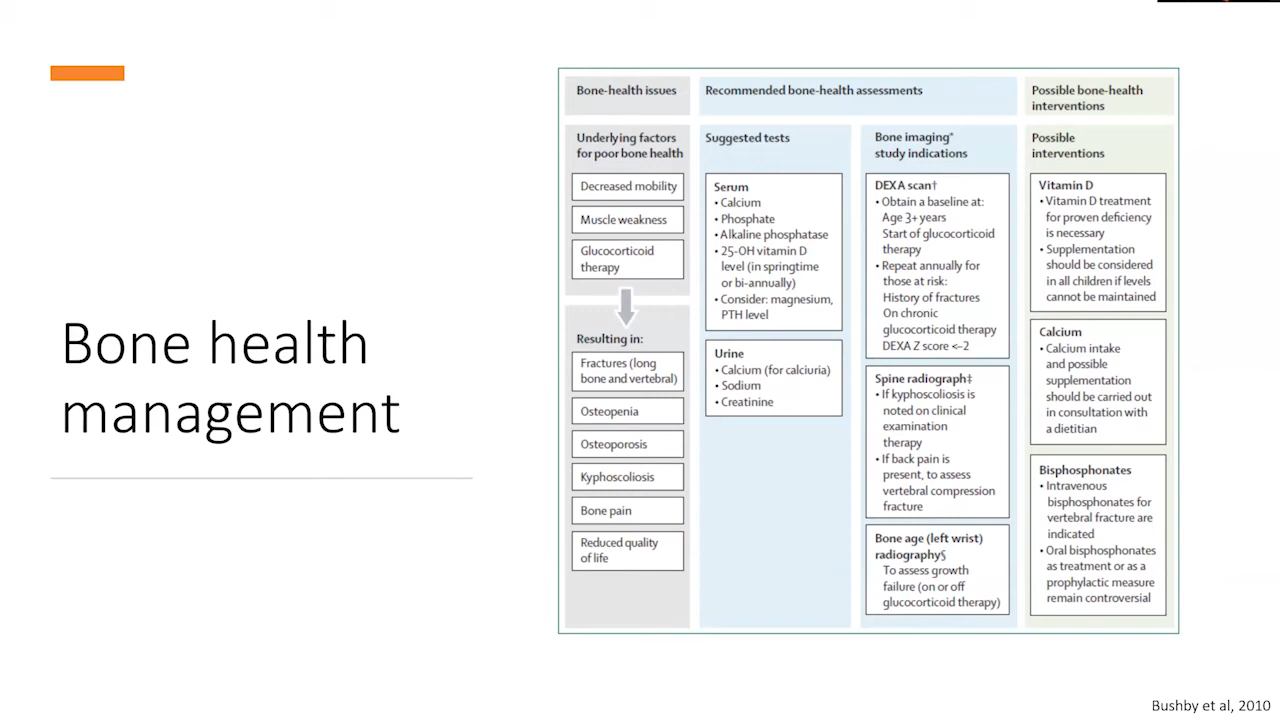 Bone health
management
Bone-health issues
Underlying factors
for poor bone health
Decreased mobility
Muscle weakness
Glucocorticoid
therapy
Resulting in:
Fractures (long
bone and vertebral)
Osteopenia
Osteoporosis
Kyphoscoliosis
Bone pain
Reduced quality
of life
Recommended bone-health assessments
Suggested tests
Serum
• Calcium
• Phosphate
• Alkaline phosphatase
• 25-OH vitamin D
level (in springtime
or bi-annually)
• Consider: magnesium,
PTH level
Urine
• Calcium (for calciuria)
• Sodium
• Creatinine
Bone imaging*
study indications
DEXA scan†
• Obtain a baseline at:
Age 3+ years
Start of glucocorticoid
therapy
• Repeat annually for
those at risk:
History of fractures
On chronic
glucocorticoid therapy
DEXA Z score <–2
Spine radiograph‡
• If kyphoscoliosis is
noted on clinical
examination
therapy
• If back pain is
present, to assess
vertebral compression
fracture
Bone age (left wrist)
radiography§
To assess growth
failure (on or off
glucocorticoid therapy)
Possible bone-health
interventions
Possible
interventions
Vitamin D
• Vitamin D treatment
for proven deficiency
is necessary
• Supplementation
should be considered
in all children if levels
cannot be maintained
Calcium
• Calcium intake
and possible
supplementation
should be carried out
in consultation with
a dietitian
Bisphosphonates
• Intravenous
bisphosphonates for
vertebral fracture are
indicated
• Oral bisphosphonates
as treatment or as a
prophylactic measure
remain controversial
Bushby et al, 2010